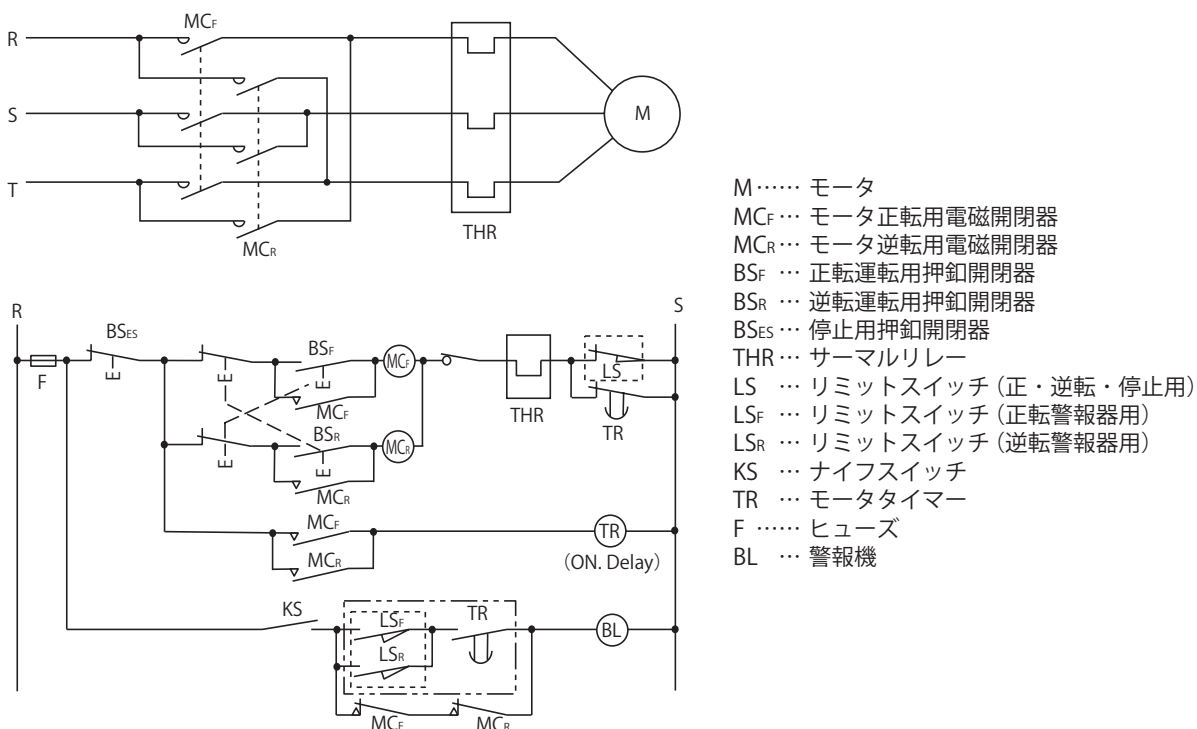 MCF
R
S
T
M
THR
MCR
R
S
BSES
F
BSF
MCF
MCF
LS
THR
TR
BSR
MCR
MCR
MCF
MCR
TR
(ON. Delay)
KS
LSF
LSR
TR
BL
MCF
MCR
M…… モータ
MCF… モータ正転用電磁開閉器
MCR… モータ逆転用電磁開閉器
BSF … 正転運転用押釦開閉器
BSR … 逆転運転用押釦開閉器
BSES … 停止用押釦開閉器
THR… サーマルリレー
LS … リミットスイッチ(正・逆転・停止用)
LSF … リミットスイッチ(正転警報器用)
LSR … リミットスイッチ(逆転警報器用)
KS … ナイフスイッチ
TR … モータタイマー
F …… ヒューズ
BL … 警報機